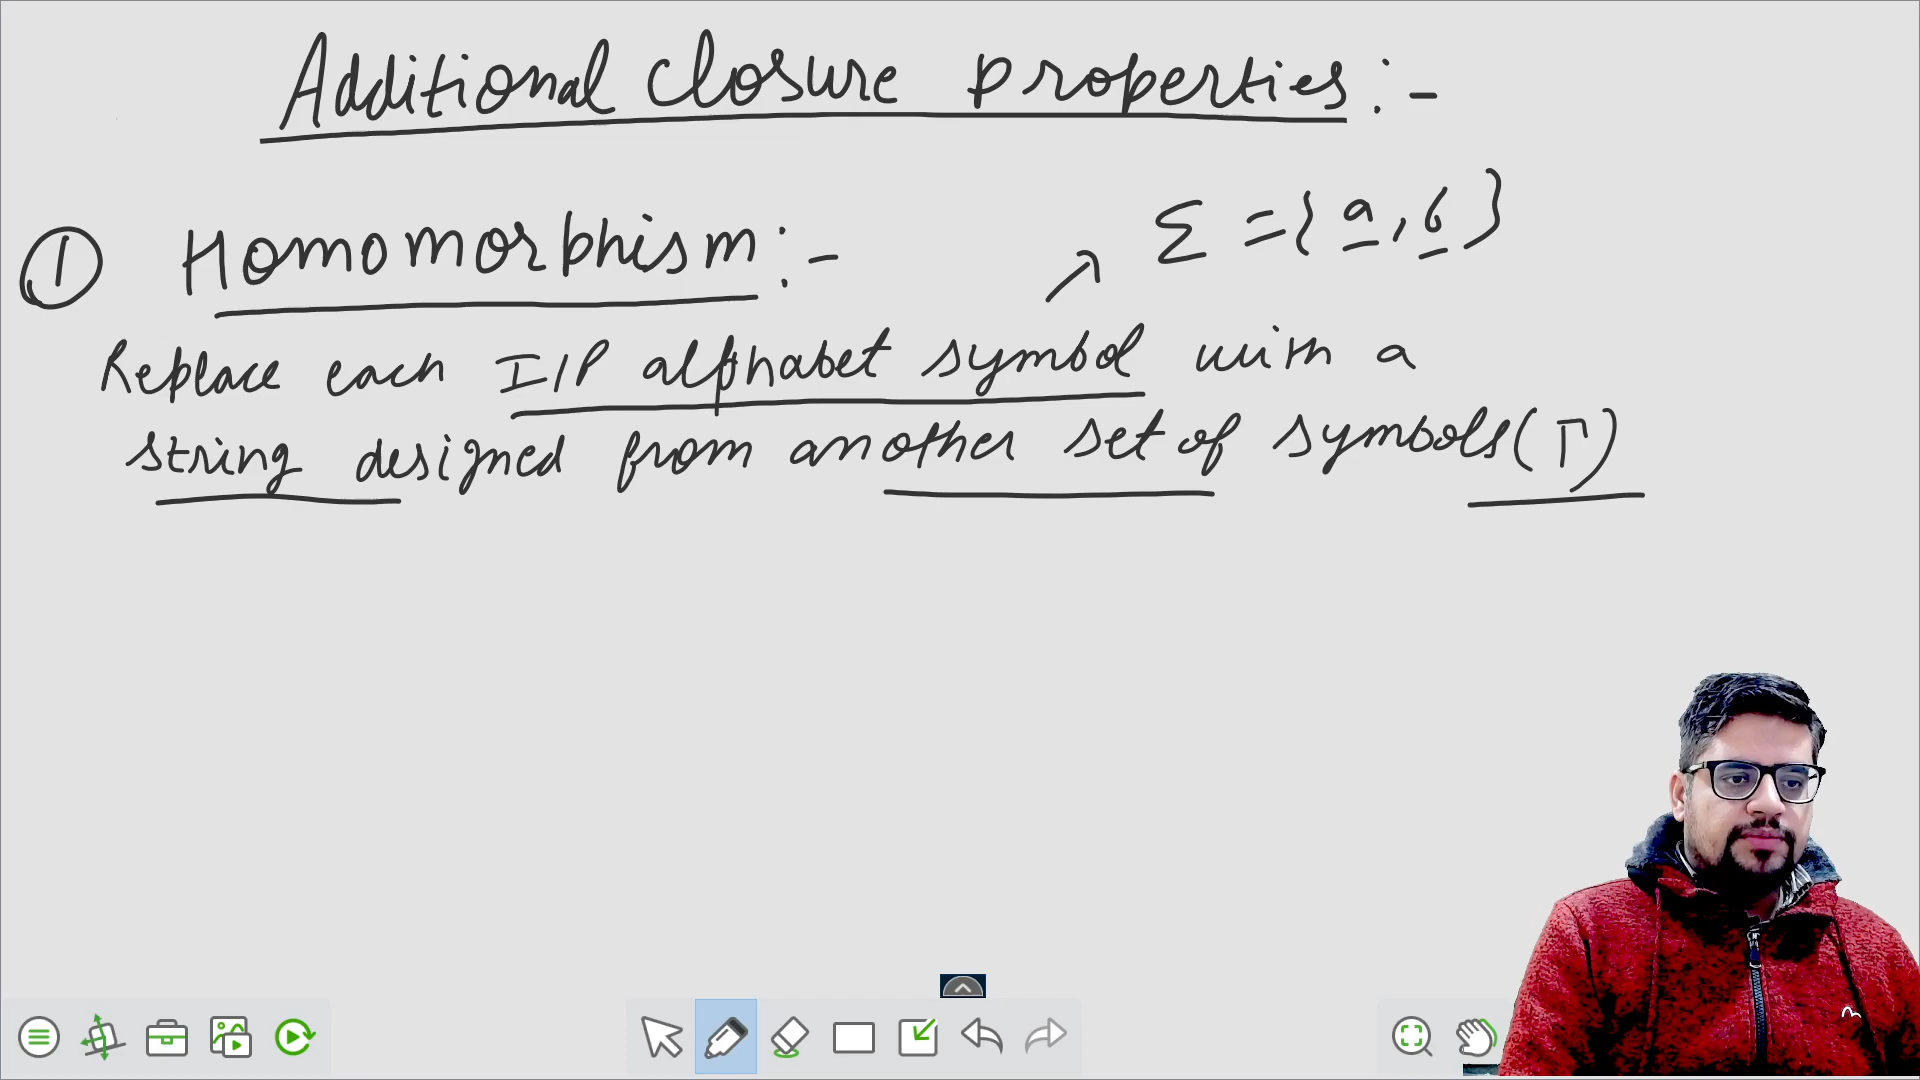 Additional Closure Properties:-
① Homomorphism:-
Σ = {a, b}
Replace each I/P alphabet symbol with a
string designed from another set of symbols (Γ)